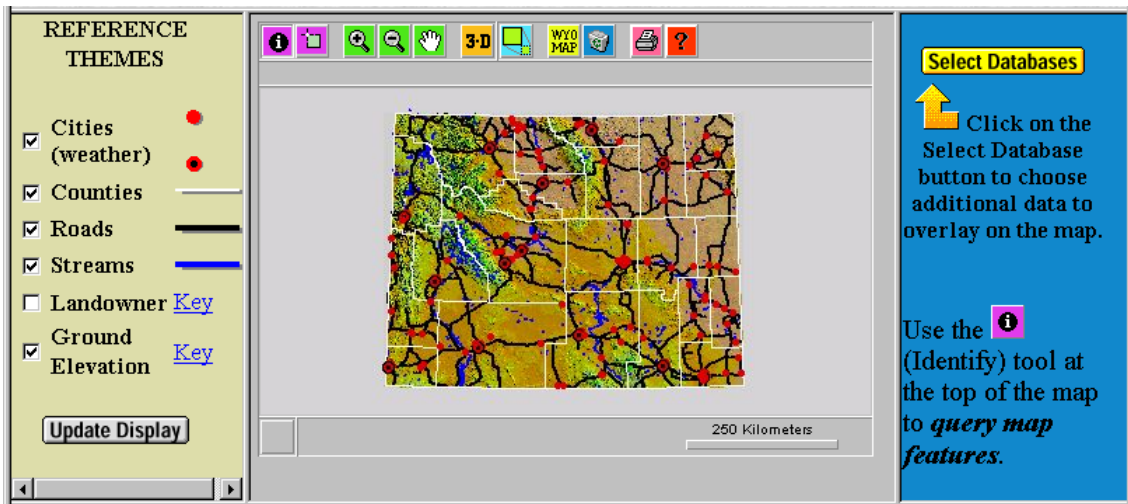 REFERENCE
THEMES
Cities
(weather)
Counties
Roads
Streams
Landowner Key
Ground
Elevation Key
Update Display
3-D
WYO
MAP
?
250 Kilometers
Select Databases
Click on the
Select Database
button to choose
additional data to
overlay on the map.
Use the i
(Identify) tool at
the top of the map
to query map
features.